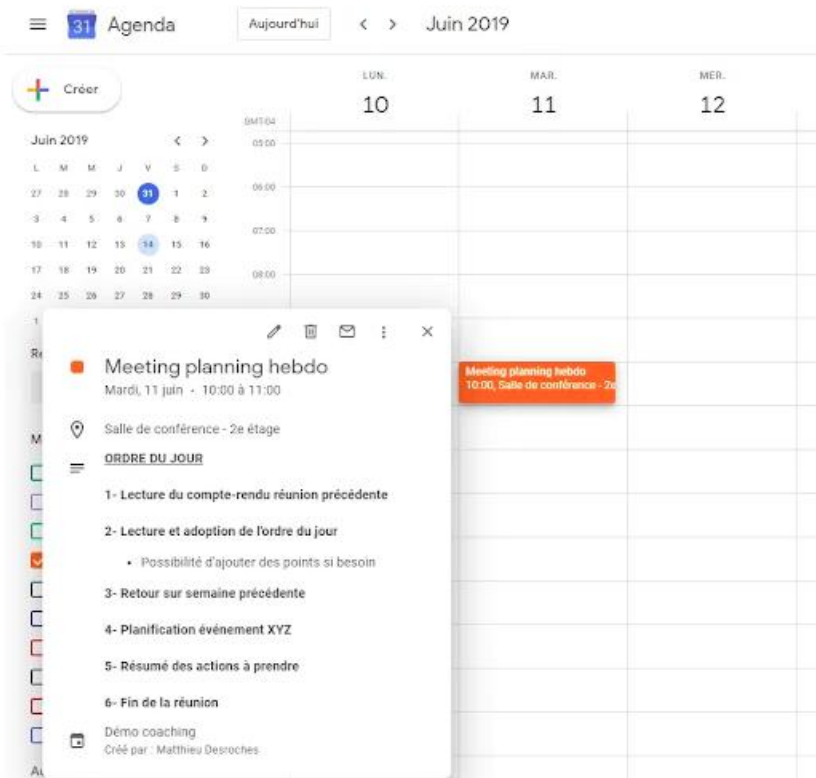 31 Agenda Aujourd'hui < > Juin 2019
Créer
LUN. MAR. MER.
10 11 12
GMT-04
Juin 2019 < >
L M M J V S D
27 28 29 30 31 1 2
3 4 5 6 7 8 9
10 11 12 13 14 15 16
17 18 19 20 21 22 23
24 25 26 27 28 29 30
1
05:00
06:00
07:00
08:00
Re
M
Au
Meeting planning hebdo
Mardi, 11 juin · 10:00 à 11:00
Salle de conférence - 2e étage
ORDRE DU JOUR
1- Lecture du compte-rendu réunion précédente
2- Lecture et adoption de l'ordre du jour
• Possibilité d'ajouter des points si besoin
3- Retour sur semaine précédente
4- Planification événement XYZ
5- Résumé des actions à prendre
6- Fin de la réunion
Démo coaching
Créé par : Matthieu Desroches
Meeting planning hebdo
10:00, Salle de conférence - 2e